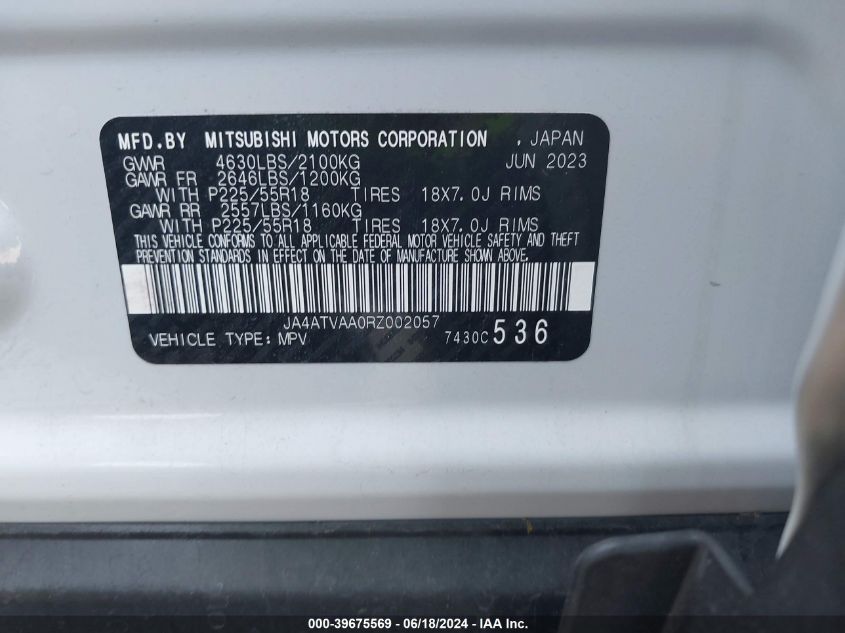 MFD.BY MITSUBISHI MOTORS CORPORATION , JAPAN
GVWR 4630LBS/2100KG JUN 2023
GAWR FR 2646LBS/1200KG
WITH P225/55R18 TIRES 18X7.0J RIMS
GAWR RR 2557LBS/1160KG
WITH P225/55R18 TIRES 18X7.0J RIMS
THIS VEHICLE CONFORMS TO ALL APPLICABLE FEDERAL MOTOR VEHICLE SAFETY AND THEFT
PREVENTION STANDARDS IN EFFECT ON THE DATE OF MANUFACTURE SHOWN ABOVE.
JA4ATVAA0RZ002057
VEHICLE TYPE: MPV 7430C 536
000-39675569 - 06/18/2024 - IAA Inc.